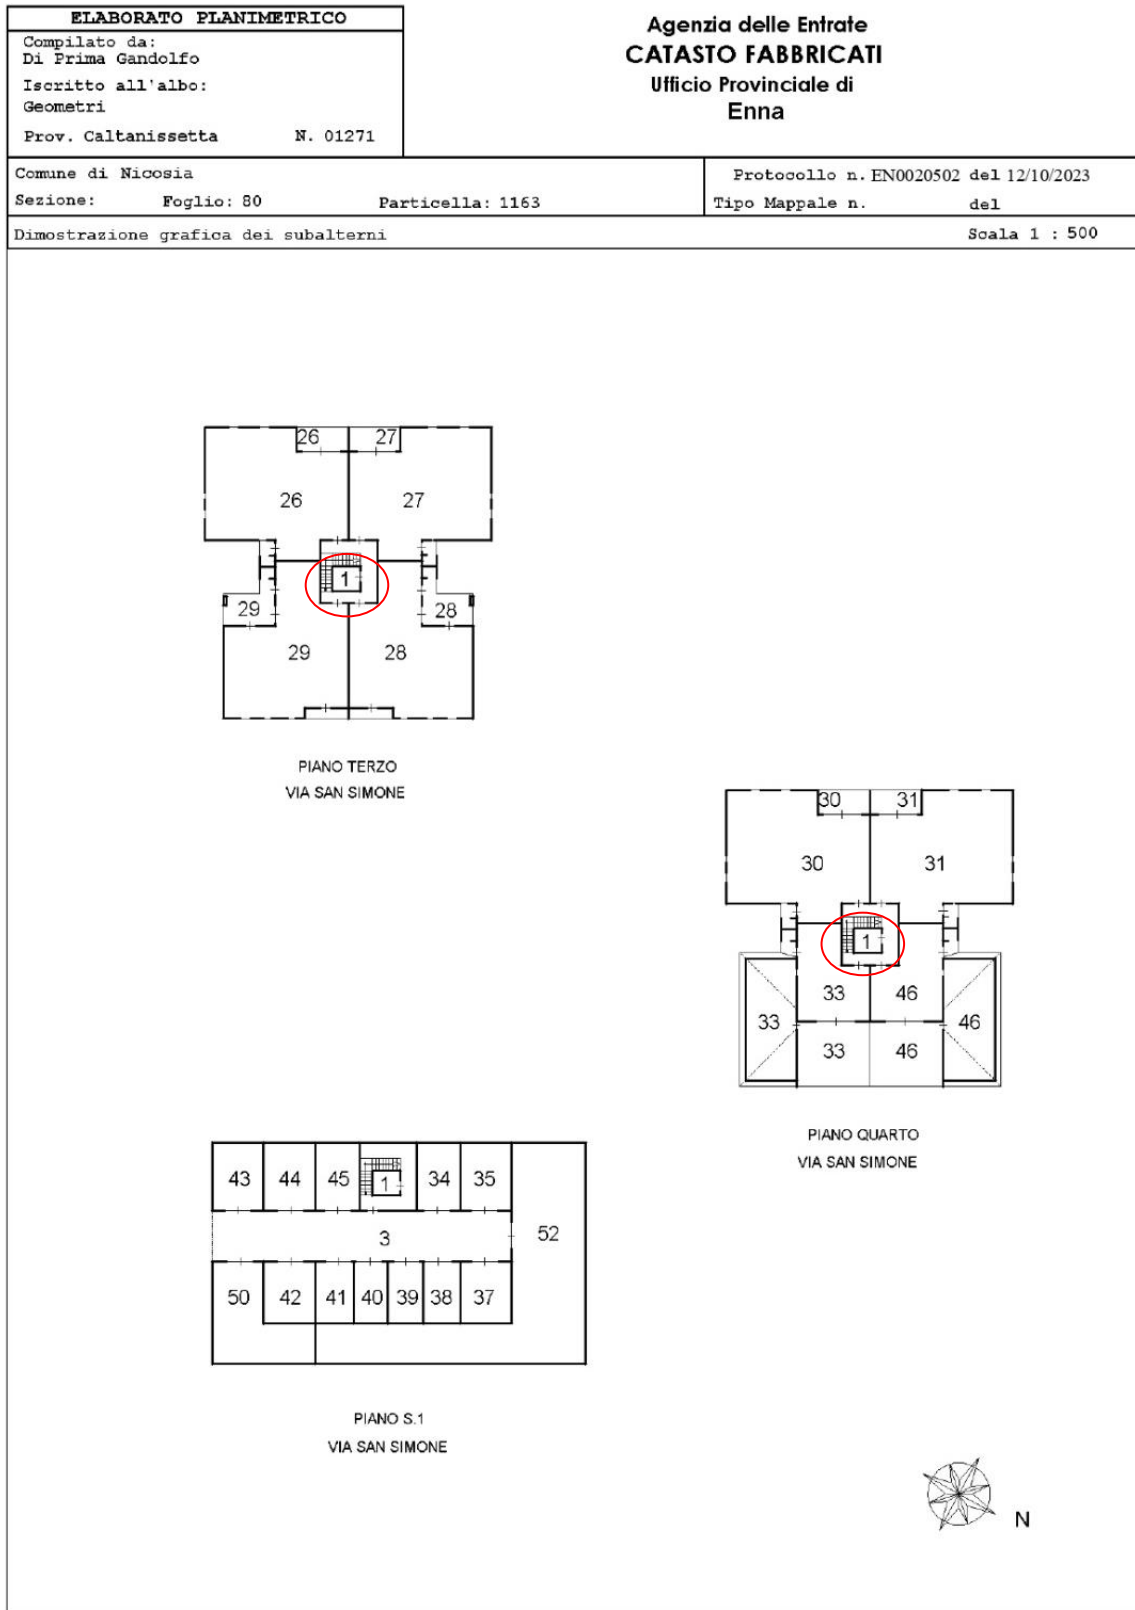 ELABORATO PLANIMETRICO
Compilato da:
Di Prima Gandolfo
Iscritto all'albo:
Geometri
Prov. Caltanissetta N. 01271
Agenzia delle Entrate
CATASTO FABBRICATI
Ufficio Provinciale di
Enna
Comune di Nicosia
Sezione: Foglio: 80 Particella: 1163
Protocollo n. EN0020502 del 12/10/2023
Tipo Mappale n. del
Dimostrazione grafica dei subalterni
Scala 1 : 500
26 27
26 27
1
29 28
29 28
PIANO TERZO
VIA SAN SIMONE
30 31
30 31
1
33 46
33 46
33 46
PIANO QUARTO
VIA SAN SIMONE
43 44 45 1 34 35
3 52
50 42 41 40 39 38 37
PIANO S.1
VIA SAN SIMONE
N